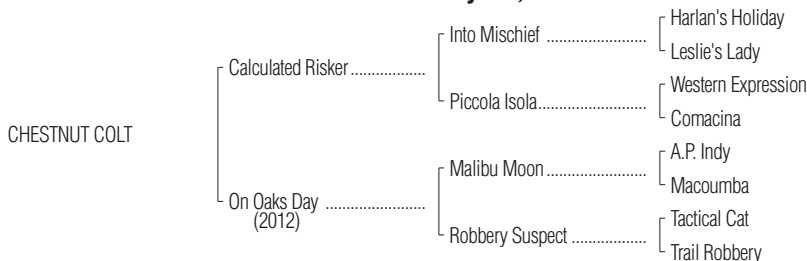 Harlan's Holiday
Into Mischief ....................
Leslie's Lady
Calculated Risker..................
Western Expression
Piccola Isola.....................
Comacina
CHESTNUT COLT
A.P. Indy
Malibu Moon ...................
Macoumba
On Oaks Day ........................
(2012)
Tactical Cat
Robbery Suspect ..................
Trail Robbery